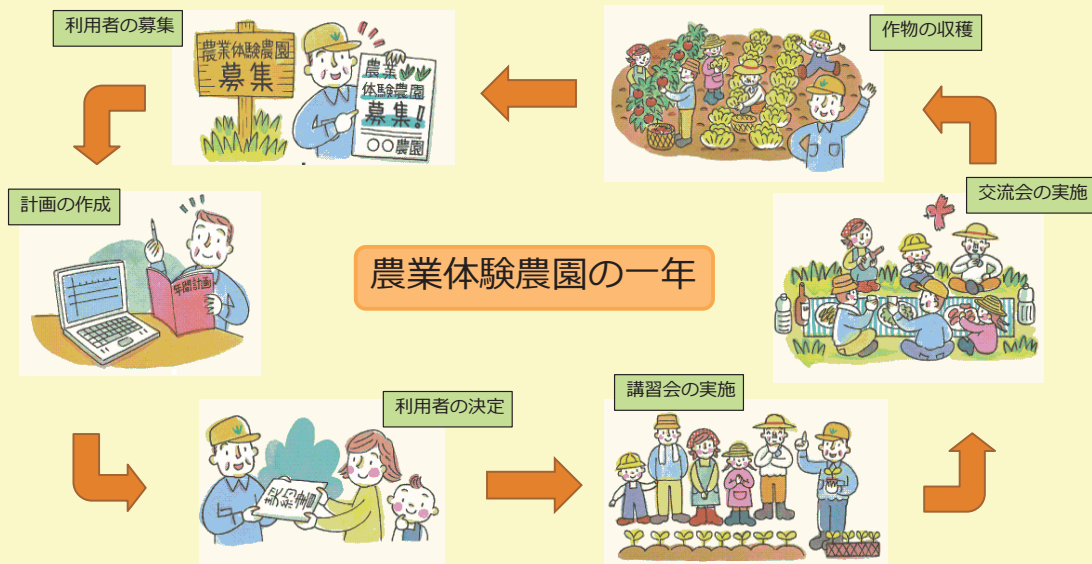 利用者の募集
農業体験農園
募集
農業
体験農園
募集!
○○農園
作物の収穫
計画の作成
年間計画
交流会の実施
農業体験農園の一年
利用者の決定
契約書
講習会の実施